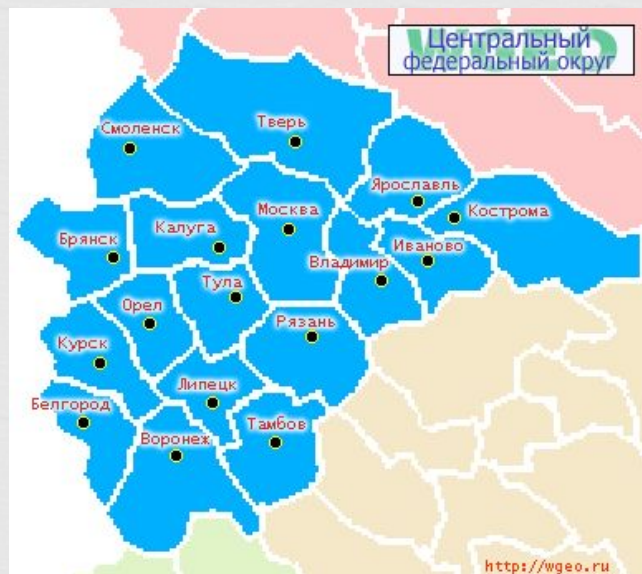 Центральный
федеральный округ
WGEO
Смоленск
Тверь
Ярославль
Кострома
Москва
Калуга
Брянск
Иваново
Владимир
Тула
Орел
Рязань
Курск
Липецк
Белгород
Тамбов
Воронеж
http://wgeo.ru